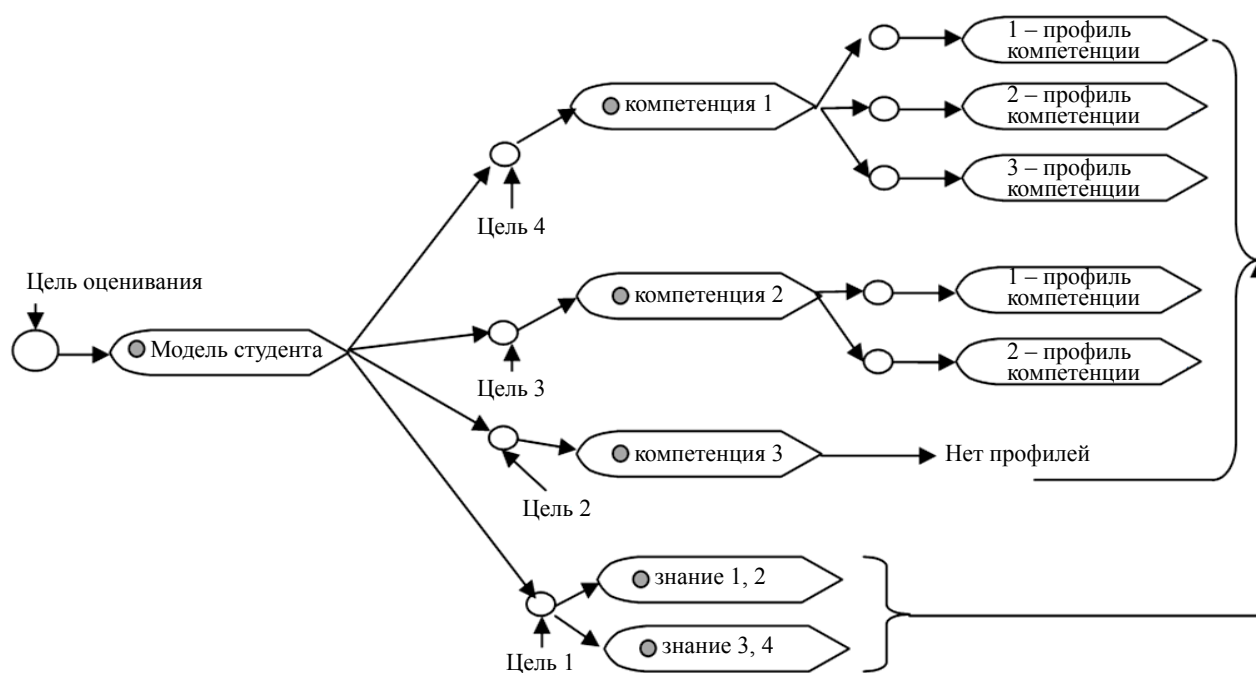 1 – профиль
компетенции
компетенция 1
2 – профиль
компетенции
3 – профиль
компетенции
Цель 4
Цель оценивания
1 – профиль
компетенции
компетенция 2
Модель студента
2 – профиль
компетенции
Цель 3
компетенция 3
Нет профилей
Цель 2
знание 1, 2
знание 3, 4
Цель 1